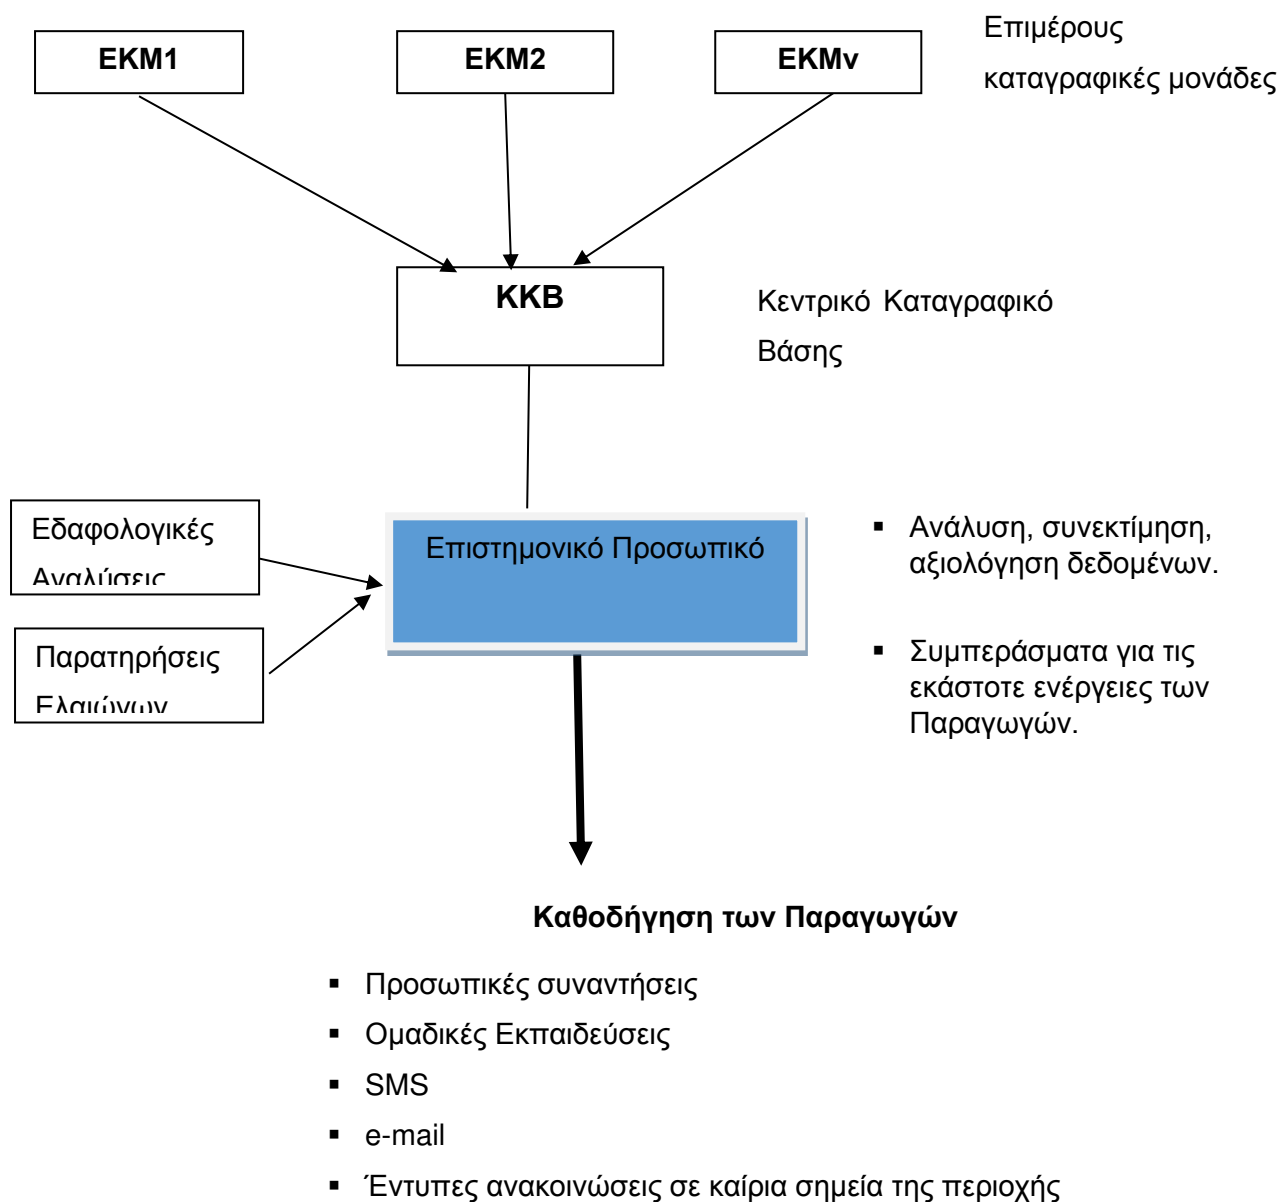 ΕΚΜ1
ΕΚΜ2
ΕΚΜν
Επιμέρους
καταγραφικές μονάδες
ΚΚΒ
Κεντρικό Καταγραφικό
Βάσης
Εδαφολογικές
Αναλύσεις
Παρατηρήσεις
Ελαιώνων
Επιστημονικό Προσωπικό
▪ Ανάλυση, συνεκτίμηση,
αξιολόγηση δεδομένων.
▪ Συμπεράσματα για τις
εκάστοτε ενέργειες των
Παραγωγών.
Καθοδήγηση των Παραγωγών
▪ Προσωπικές συναντήσεις
▪ Ομαδικές Εκπαιδεύσεις
▪ SMS
▪ e-mail
▪ Έντυπες ανακοινώσεις σε καίρια σημεία της περιοχής